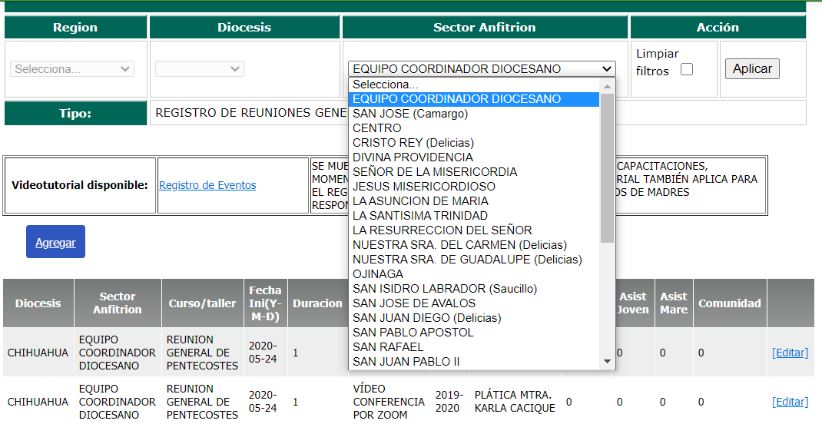 Region Diocesis Sector Anfitrion Acción
Selecciona... EQUIPO COORDINADOR DIOCESANO Limpiar filtros Aplicar
Selecciona...
EQUIPO COORDINADOR DIOCESANO
SAN JOSE (Camargo)
CENTRO
CRISTO REY (Delicias)
DIVINA PROVIDENCIA
SEÑOR DE LA MISERICORDIA
JESUS MISERICORDIOSO
LA ASUNCION DE MARIA
LA SANTISIMA TRINIDAD
LA RESURRECCION DEL SEÑOR
NUESTRA SRA. DEL CARMEN (Delicias)
NUESTRA SRA. DE GUADALUPE (Delicias)
OJINAGA
SAN ISIDRO LABRADOR (Saucillo)
SAN JOSE DE AVALOS
SAN JUAN DIEGO (Delicias)
SAN PABLO APOSTOL
SAN RAFAEL
SAN JUAN PABLO II
Tipo: REGISTRO DE REUNIONES GENE
Videotutorial disponible: Registro de Eventos
SE MUE CAPACITACIONES,
MOMEN RIAL TAMBIÉN APLICA PARA
EL REG OS DE MADRES
RESPON
Agregar
Diocesis Sector Anfitrion Curso/taller Fecha Ini(Y-M-D) Duracion Asist Joven Asist Mare Comunidad
CHIHUAHUA EQUIPO COORDINADOR DIOCESANO REUNION GENERAL DE PENTECOSTES 2020-05-24 1 0 0 0 [Editar]
CHIHUAHUA EQUIPO COORDINADOR DIOCESANO REUNION GENERAL DE PENTECOSTES 2020-05-24 1 VÍDEO CONFERENCIA POR ZOOM 2019-2020 PLÁTICA MTRA. KARLA CACIQUE 0 0 0 0 [Editar]